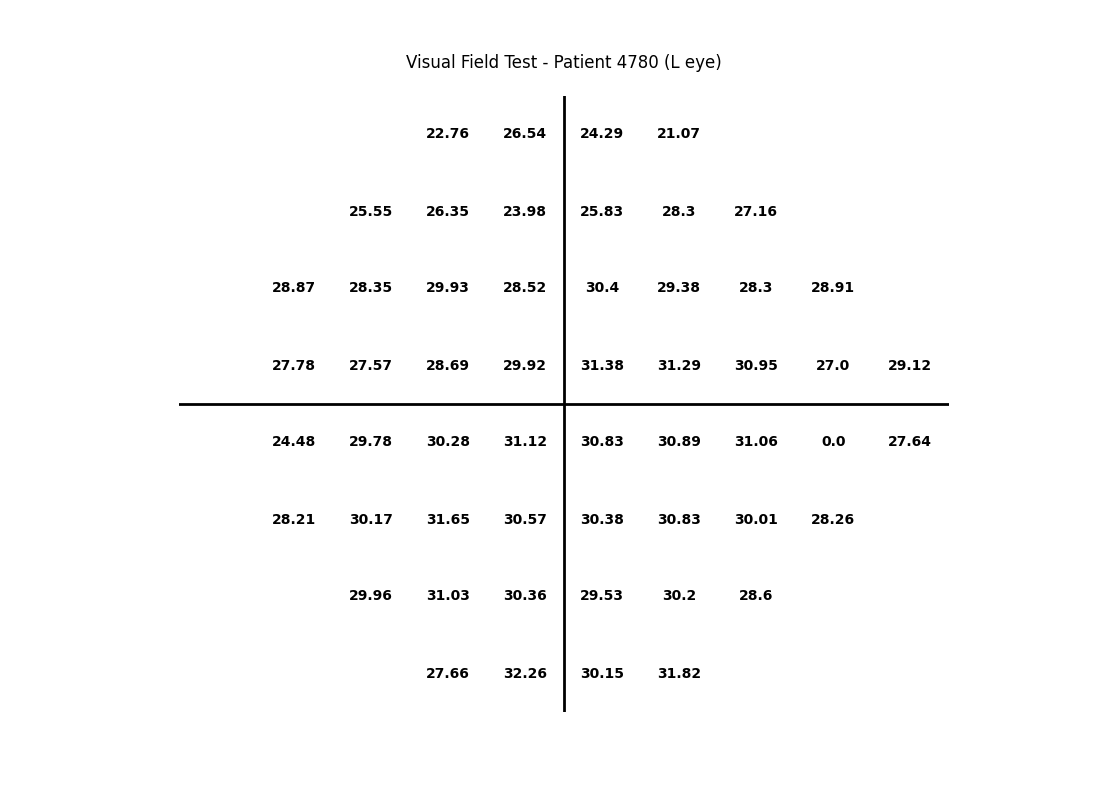 Visual Field Test - Patient 4780 (L eye)
22.76 26.54 24.29 21.07
25.55 26.35 23.98 25.83 28.3 27.16
28.87 28.35 29.93 28.52 30.4 29.38 28.3 28.91
27.78 27.57 28.69 29.92 31.38 31.29 30.95 27.0 29.12
24.48 29.78 30.28 31.12 30.83 30.89 31.06 0.0 27.64
28.21 30.17 31.65 30.57 30.38 30.83 30.01 28.26
29.96 31.03 30.36 29.53 30.2 28.6
27.66 32.26 30.15 31.82